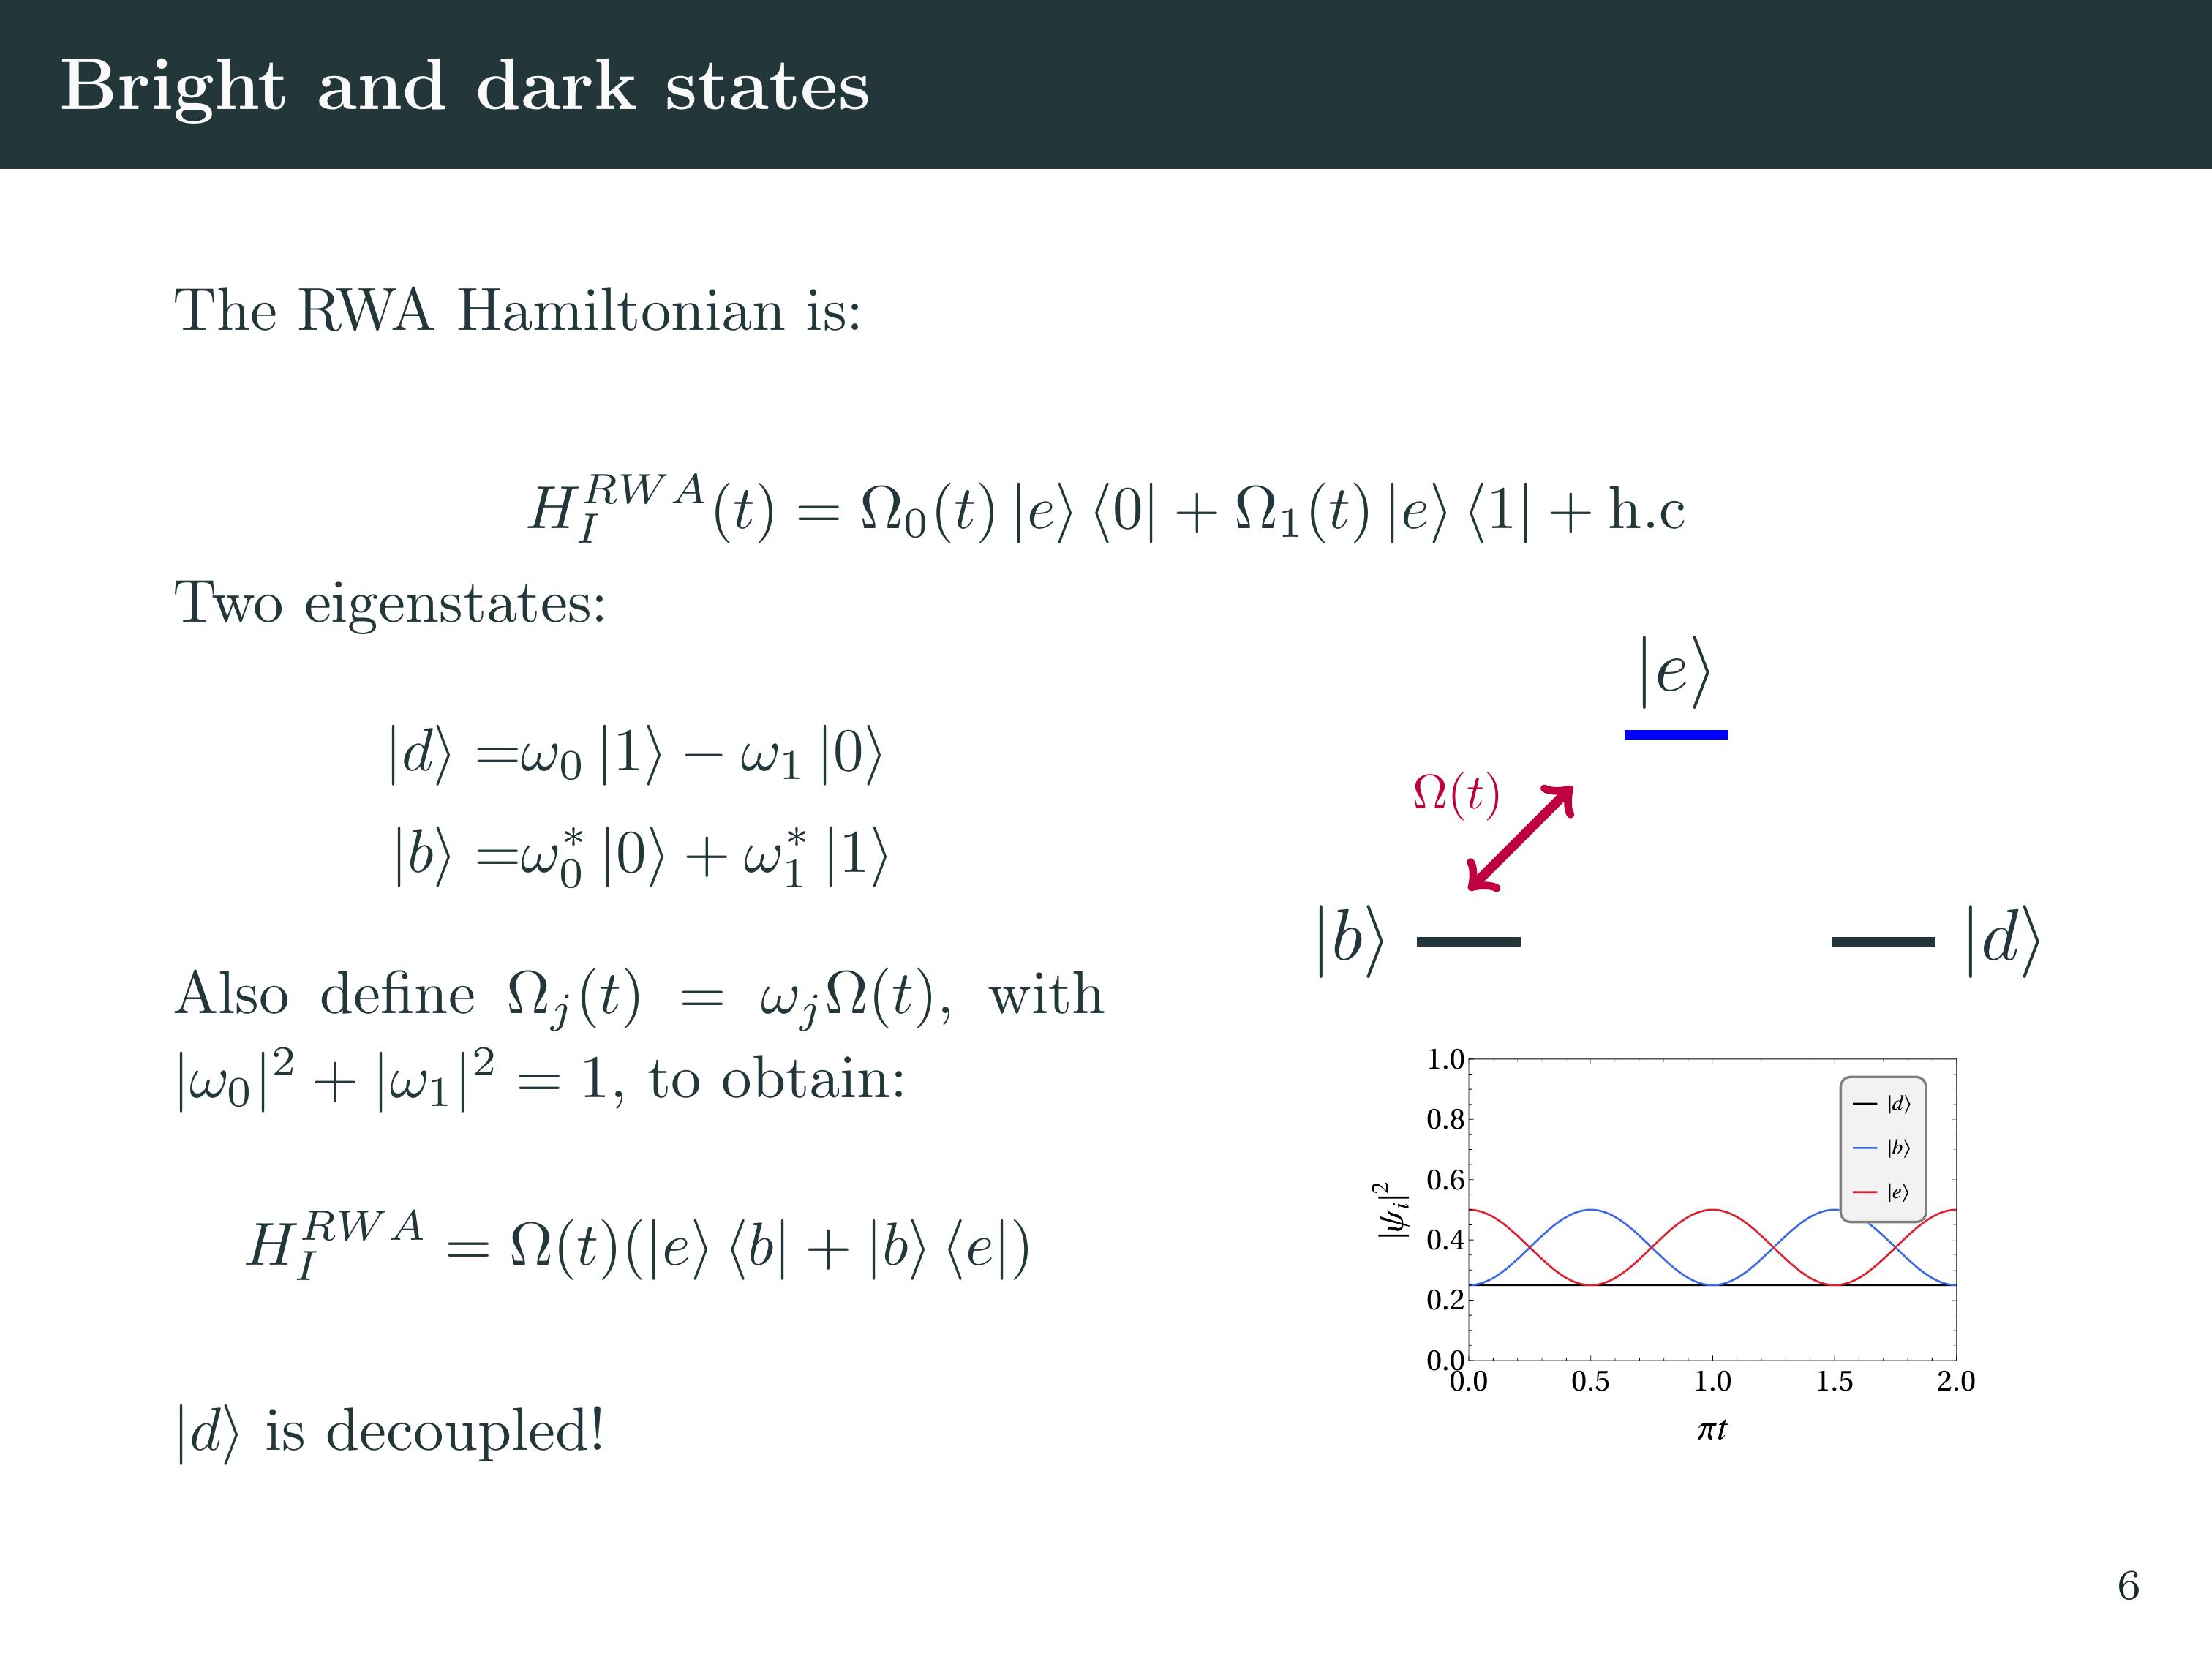 Bright and dark states
The RWA Hamiltonian is:
H_I^{RWA}(t) = Ω_0(t) |e⟩ ⟨0| + Ω_1(t) |e⟩ ⟨1| + h.c
Two eigenstates:
|d⟩ =ω_0 |1⟩ − ω_1 |0⟩
|b⟩ =ω_0^* |0⟩ + ω_1^* |1⟩
Also define Ω_j(t) = ω_jΩ(t), with
|ω_0|^2 + |ω_1|^2 = 1, to obtain:
H_I^{RWA} = Ω(t)(|e⟩ ⟨b| + |b⟩ ⟨e|)
|d⟩ is decoupled!
|e⟩
Ω(t)
|b⟩
|d⟩
1.0
0.8
0.6
0.4
0.2
0.0
|ψ_i|^2
|d⟩
|b⟩
|e⟩
0.0 0.5 1.0 1.5 2.0
πt
6